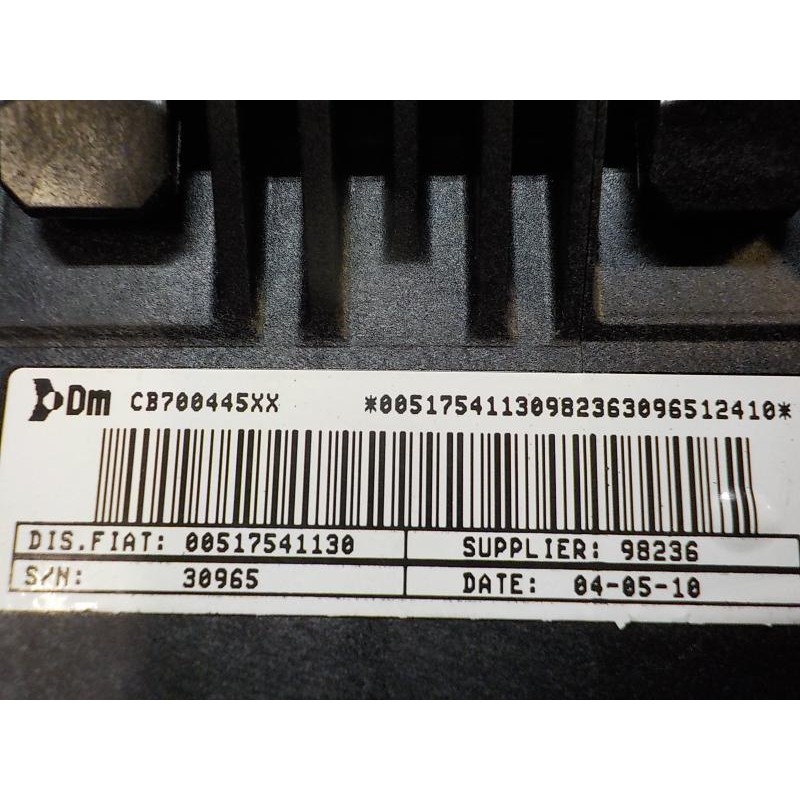 Dm CB700445XX *00517541130982363096512410*
DIS.FIAT: 00517541130 SUPPLIER: 98236
S/N: 30965 DATE: 04-05-10